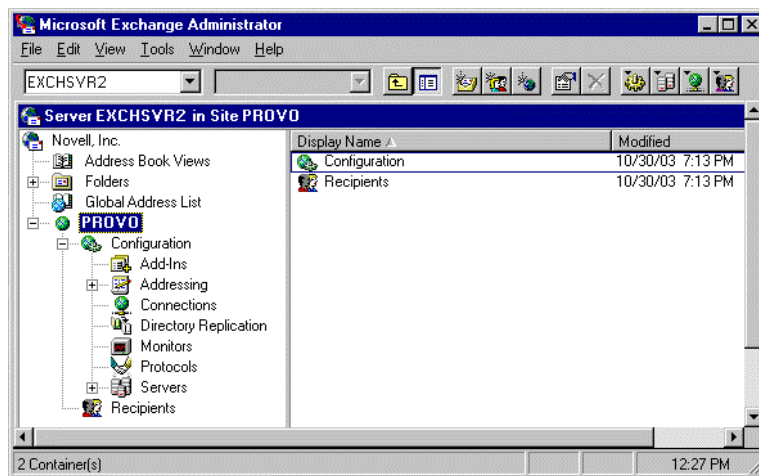 Microsoft Exchange Administrator
File Edit View Tools Window Help
EXCHSVR2
Server EXCHSVR2 in Site PROVO
Novell, Inc.
Address Book Views
Folders
Global Address List
PROVO
Configuration
Add-Ins
Addressing
Connections
Directory Replication
Monitors
Protocols
Servers
Recipients
Display Name Modified
Configuration 10/30/03 7:13 PM
Recipients 10/30/03 7:13 PM
2 Container(s) 12:27 PM